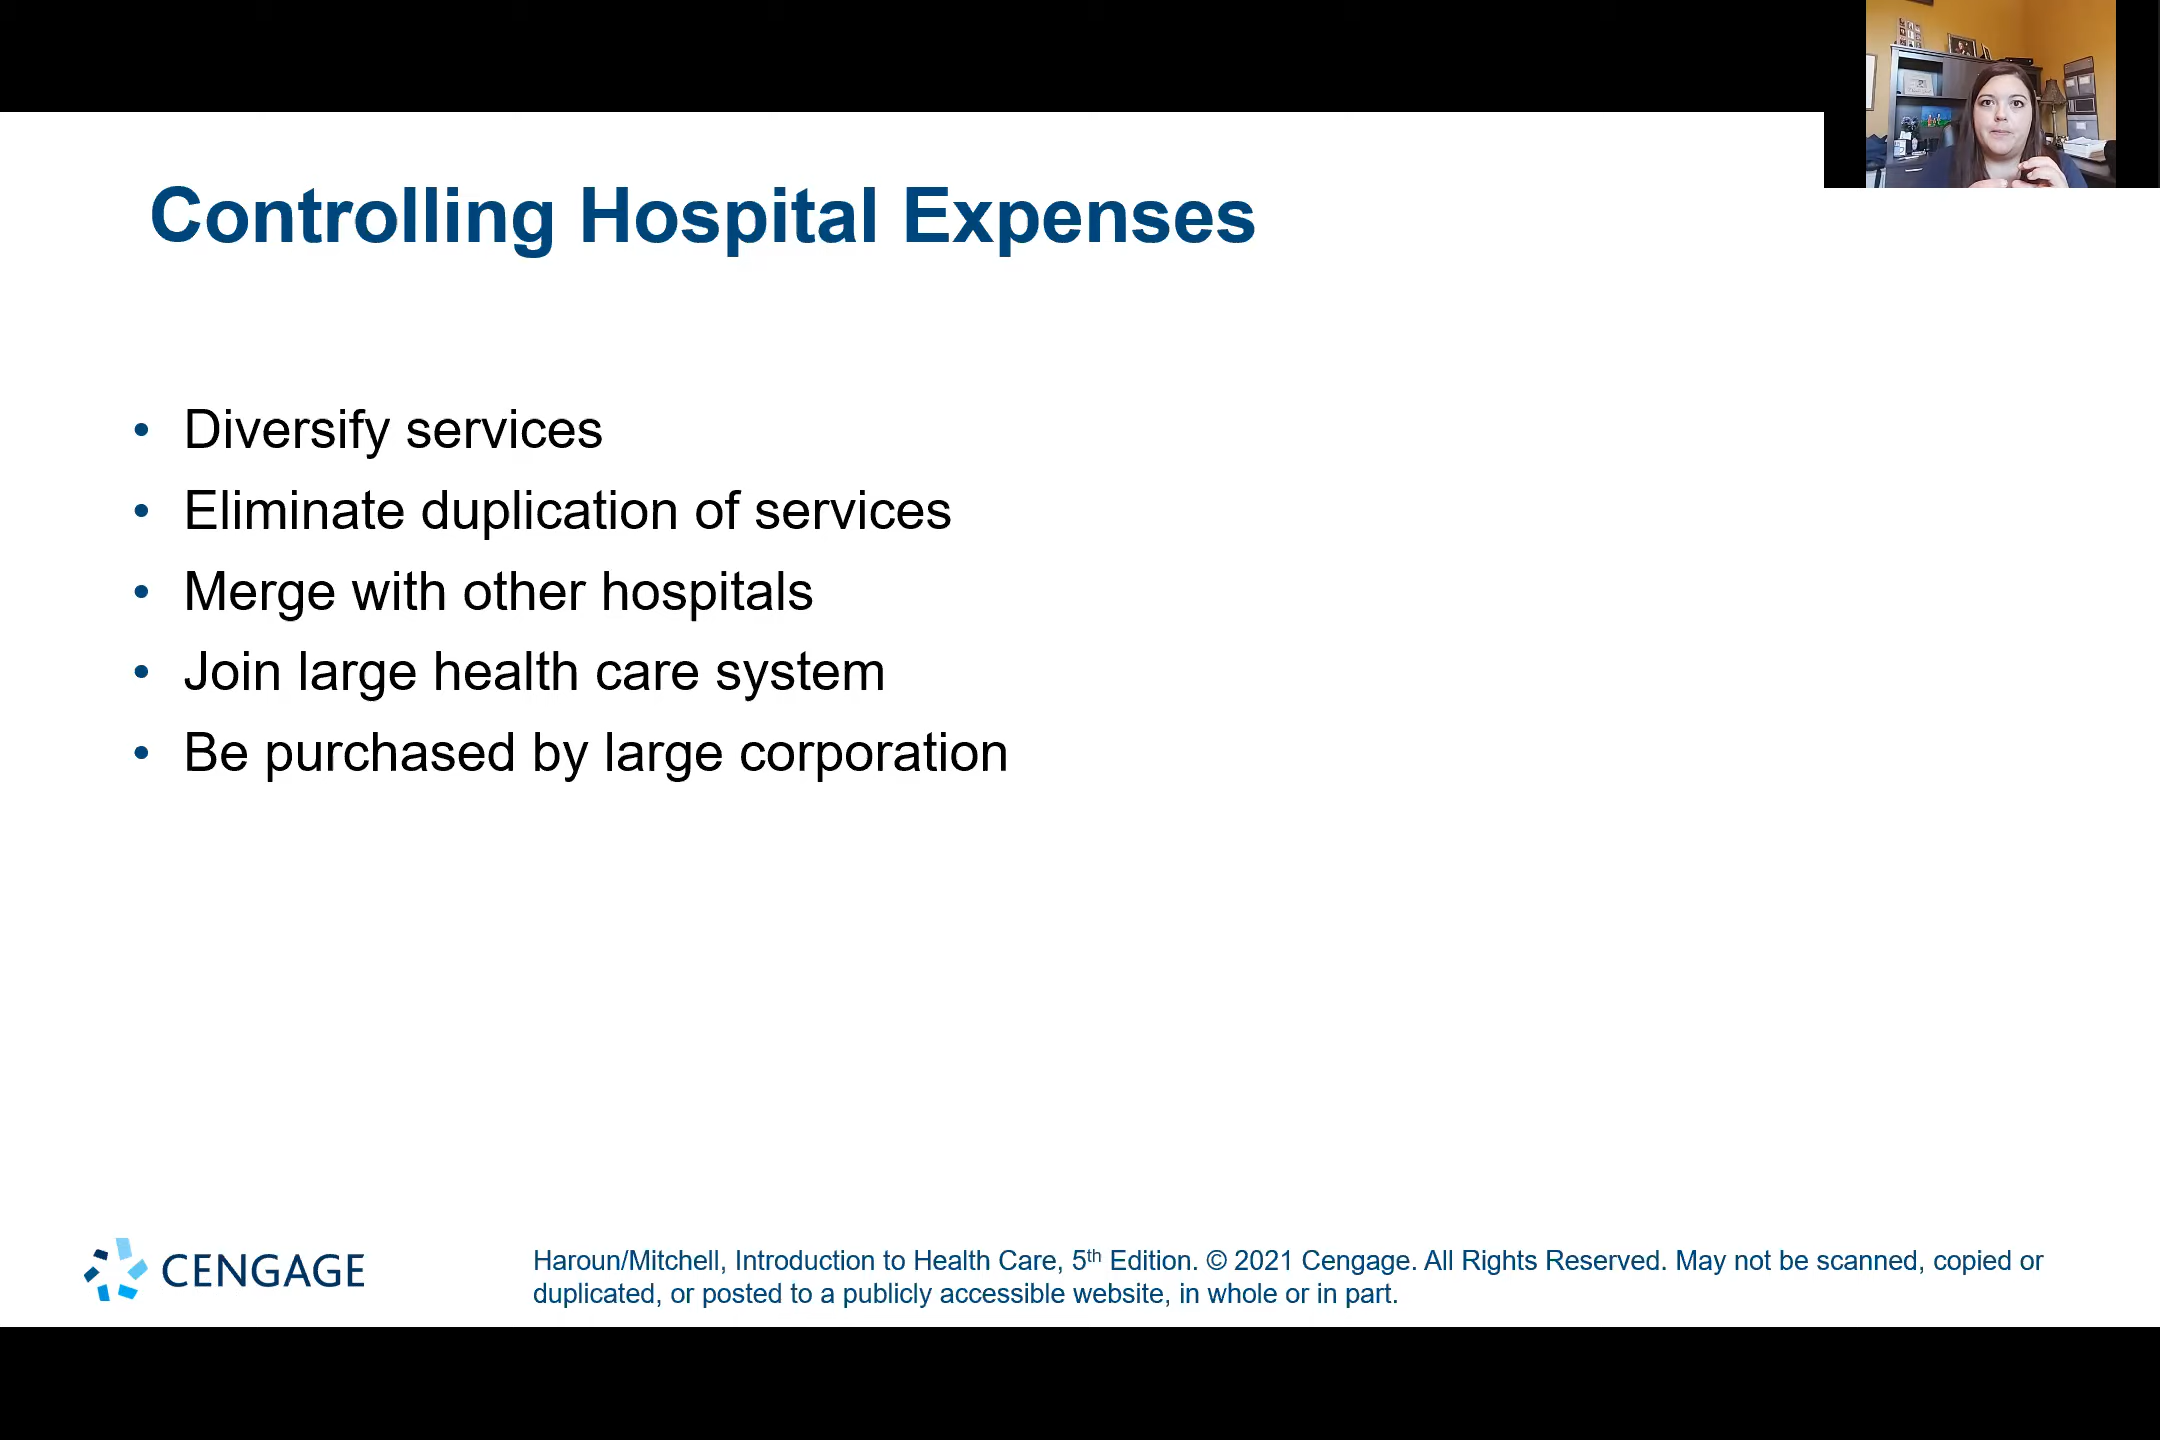 Controlling Hospital Expenses
• Diversify services
• Eliminate duplication of services
• Merge with other hospitals
• Join large health care system
• Be purchased by large corporation
CENGAGE
Haroun/Mitchell, Introduction to Health Care, 5th Edition. © 2021 Cengage. All Rights Reserved. May not be scanned, copied or
duplicated, or posted to a publicly accessible website, in whole or in part.